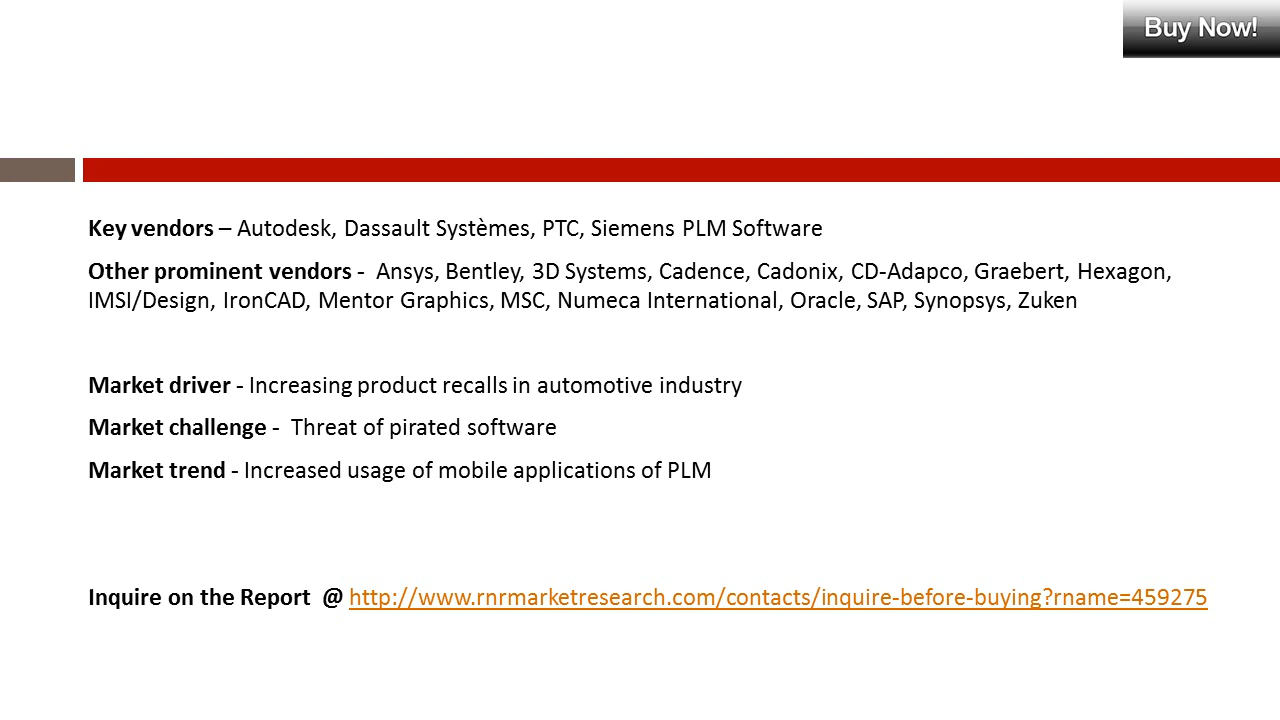 Buy Now!
Key vendors – Autodesk, Dassault Systèmes, PTC, Siemens PLM Software
Other prominent vendors -  Ansys, Bentley, 3D Systems, Cadence, Cadonix, CD-Adapco, Graebert, Hexagon,
IMSI/Design, IronCAD, Mentor Graphics, MSC, Numeca International, Oracle, SAP, Synopsys, Zuken
Market driver - Increasing product recalls in automotive industry
Market challenge -  Threat of pirated software
Market trend - Increased usage of mobile applications of PLM
Inquire on the Report  @ http://www.rnrmarketresearch.com/contacts/inquire-before-buying?rname=459275